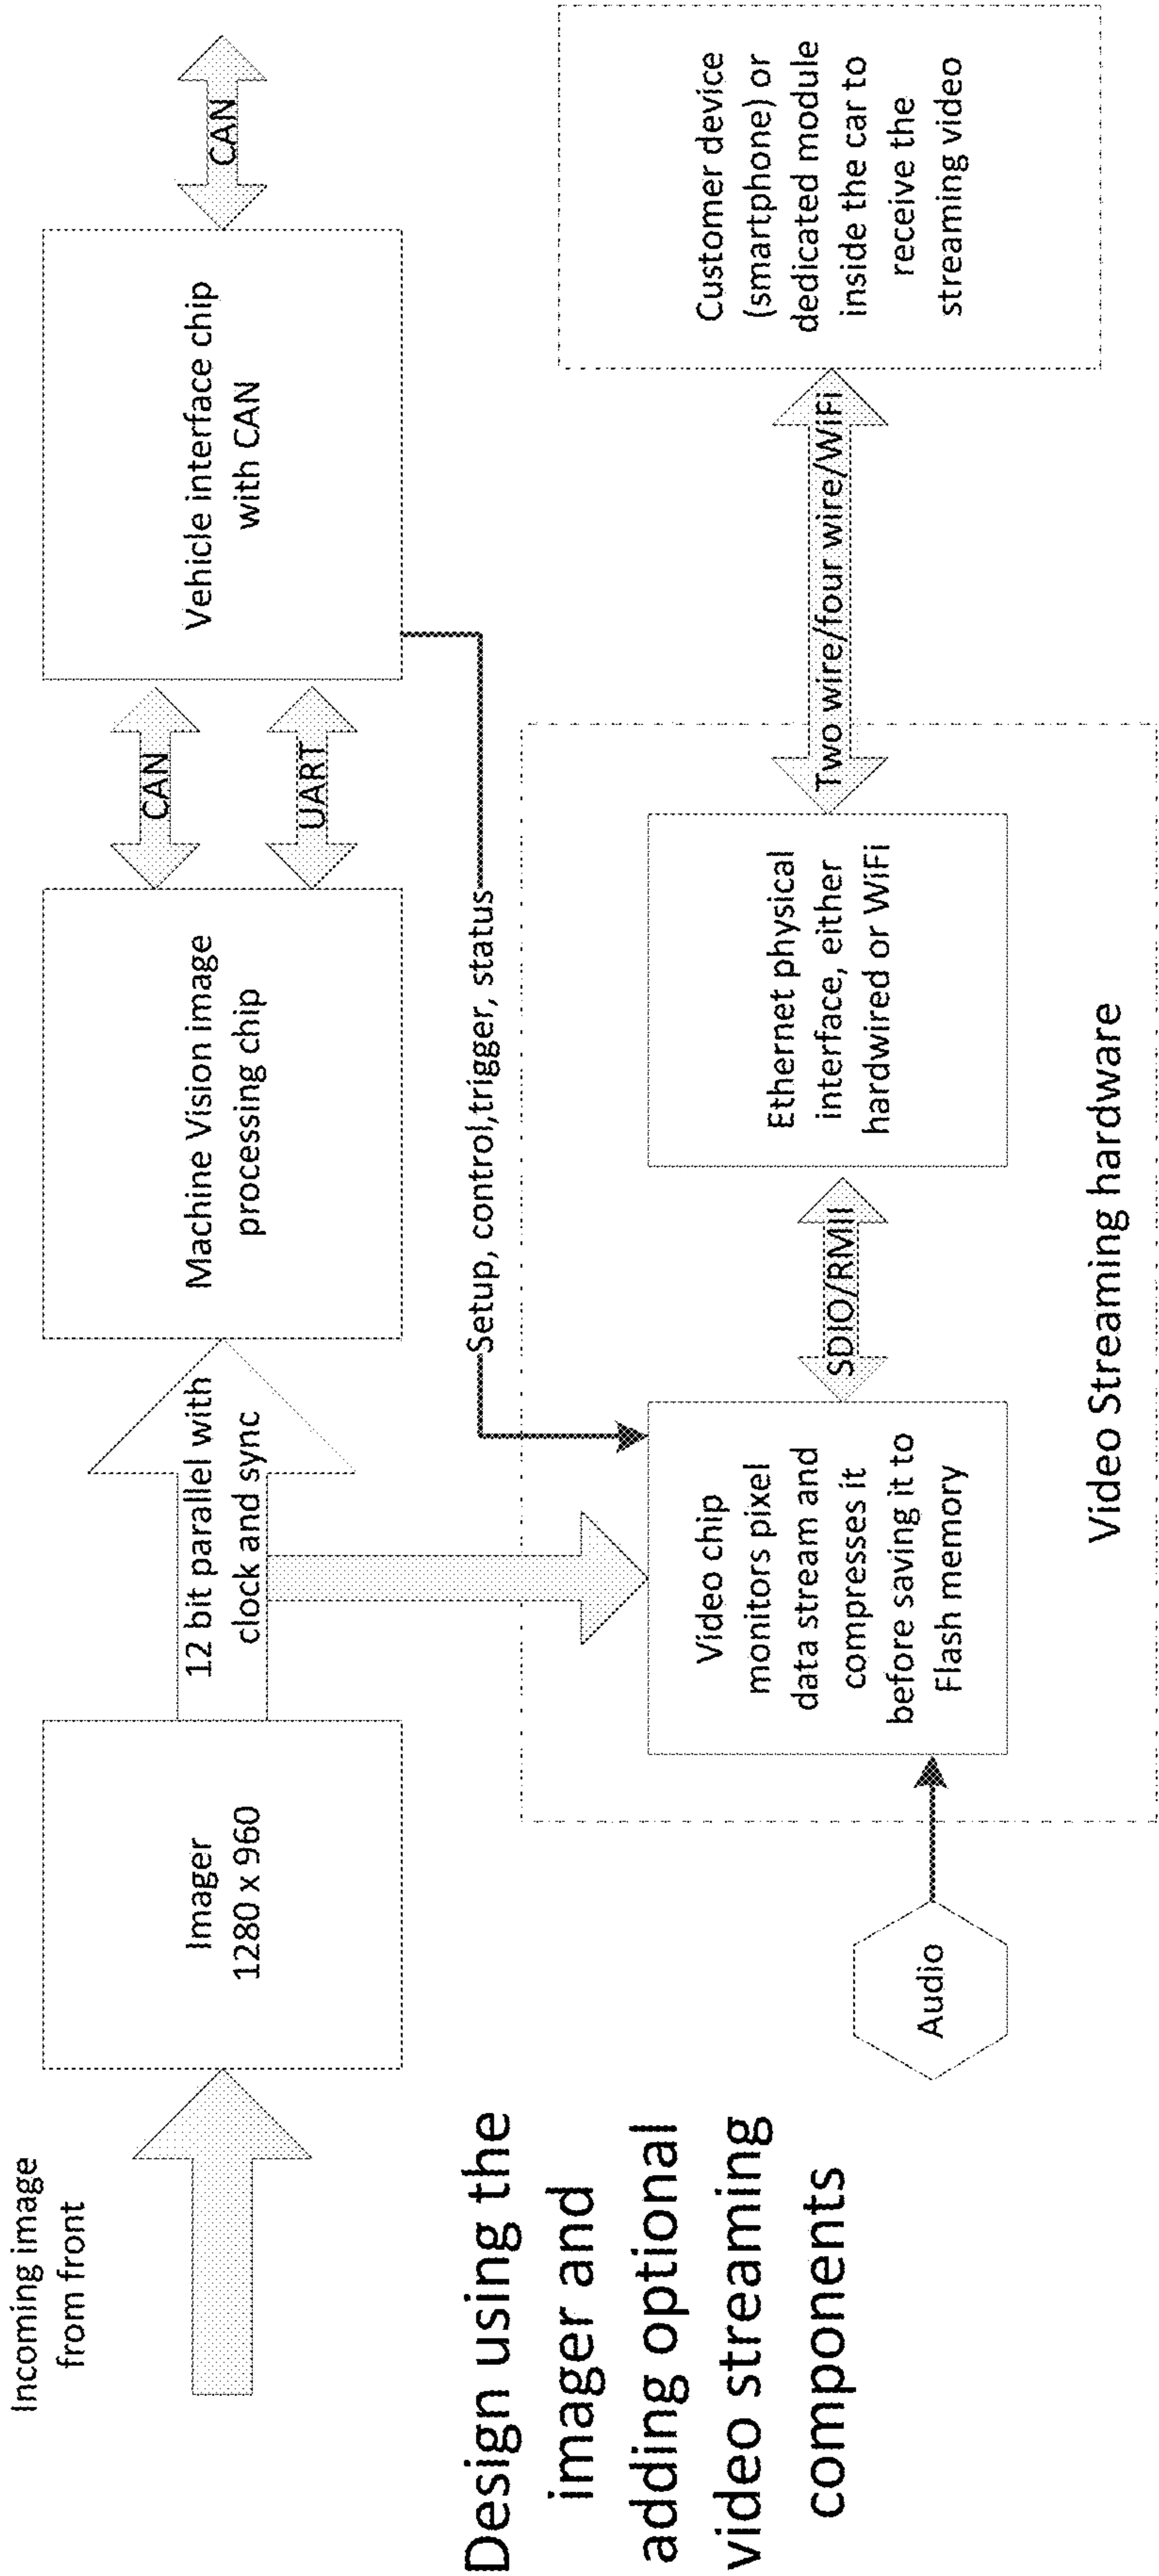 Incoming image
from front
Imager
1280 x 960
12 bit parallel with
clock and sync
Machine Vision image
processing chip
CAN
UART
Vehicle interface chip
with CAN
CAN
Setup, control,trigger, status
Design using the
imager and
adding optional
video streaming
components
Audio
Video chip
monitors pixel
data stream and
compresses it
before saving it to
Flash memory
SDIO/RMII
Ethernet physical
interface, either
hardwired or WiFi
Two wire/four wire/WiFi
Customer device
(smartphone) or
dedicated module
inside the car to
receive the
streaming video
Video Streaming hardware